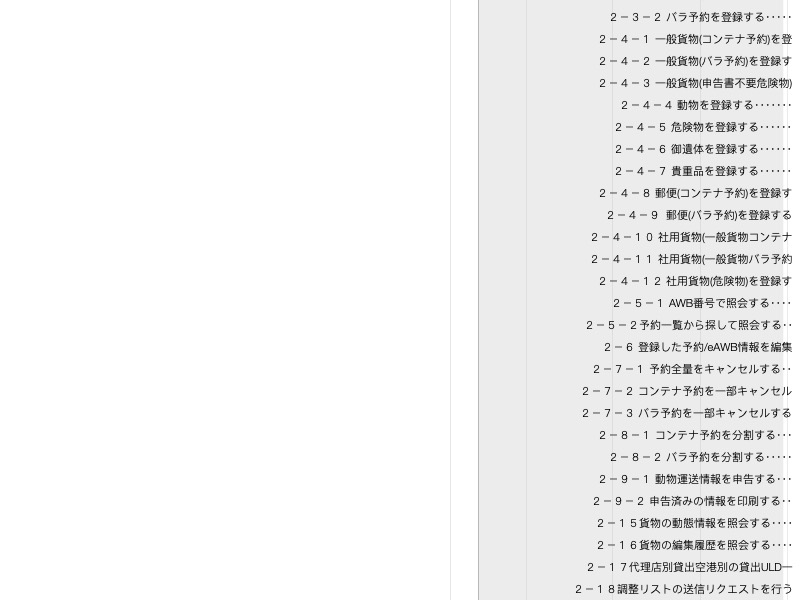 ２－３－２ バラ予約を登録する･････
２－４－１ 一般貨物(コンテナ予約)を登
２－４－２ 一般貨物(バラ予約)を登録す
２－４－３ 一般貨物(申告書不要危険物)
２－４－４ 動物を登録する･･･････
２－４－５ 危険物を登録する･･････
２－４－６ 御遺体を登録する･･････
２－４－７ 貴重品を登録する･･････
２－４－８ 郵便(コンテナ予約)を登録す
２－４－９ 郵便(バラ予約)を登録する
２－４－１０ 社用貨物(一般貨物コンテナ
２－４－１１ 社用貨物(一般貨物バラ予約
２－４－１２ 社用貨物(危険物)を登録す
２－５－１ AWB番号で照会する････
２－５－２予約一覧から探して照会する･･
２－６ 登録した予約/eAWB情報を編集
２－７－１ 予約全量をキャンセルする･･
２－７－２ コンテナ予約を一部キャンセル
２－７－３ バラ予約を一部キャンセルする
２－８－１ コンテナ予約を分割する･･･
２－８－２ バラ予約を分割する･････
２－９－１ 動物運送情報を申告する･･･
２－９－２ 申告済みの情報を印刷する･･
２－１５貨物の動態情報を照会する････
２－１６貨物の編集履歴を照会する････
２－１７代理店別貸出空港別の貸出ULD一
２－１８調整リストの送信リクエストを行う